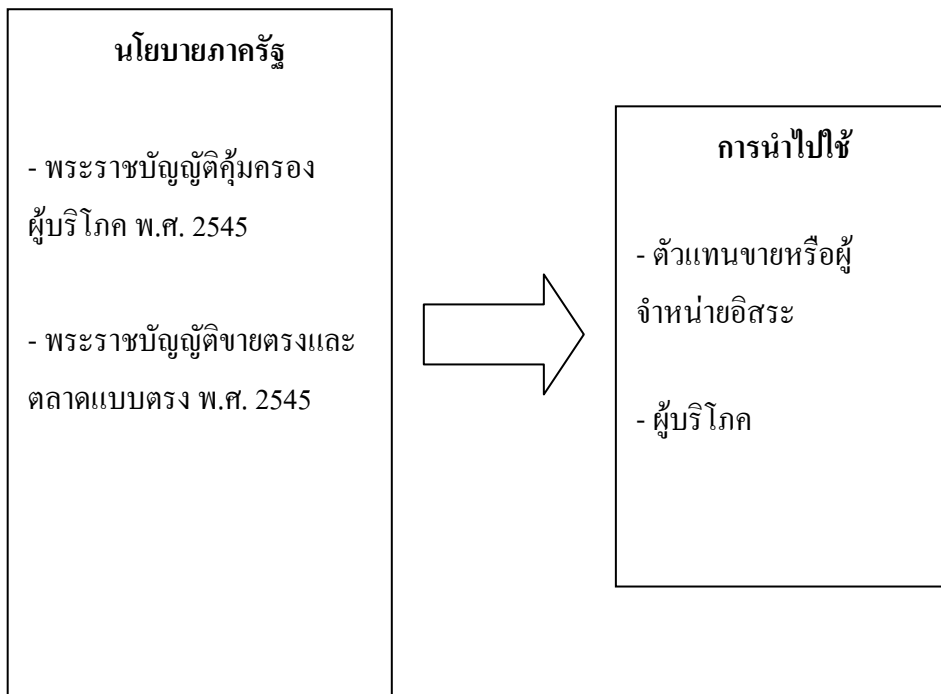 นโยบายภาครัฐ
- พระราชบัญญัติคุ้มครอง
ผู้บริโภค พ.ศ. 2545
- พระราชบัญญัติขายตรงและ
ตลาดแบบตรง พ.ศ. 2545
การนำไปใช้
- ตัวแทนขายหรือผู้
จำหน่ายอิสระ
- ผู้บริโภค